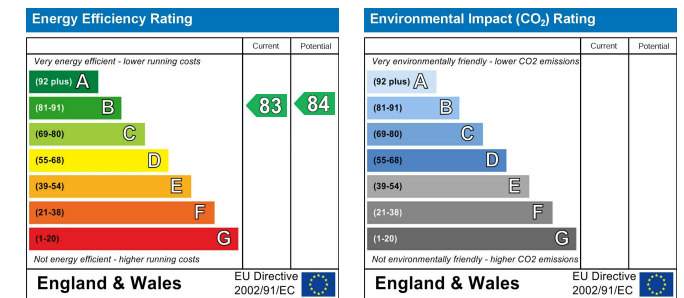 Energy Efficiency Rating
Current Potential
Very energy efficient - lower running costs
(92 plus) A
(81-91) B
83 84
(69-80) C
(55-68) D
(39-54) E
(21-38) F
(1-20) G
Not energy efficient - higher running costs
England & Wales
EU Directive
2002/91/EC
Environmental Impact (CO2) Rating
Current Potential
Very environmentally friendly - lower CO2 emissions
(92 plus) A
(81-91) B
(69-80) C
(55-68) D
(39-54) E
(21-38) F
(1-20) G
Not environmentally friendly - higher CO2 emissions
England & Wales
EU Directive
2002/91/EC